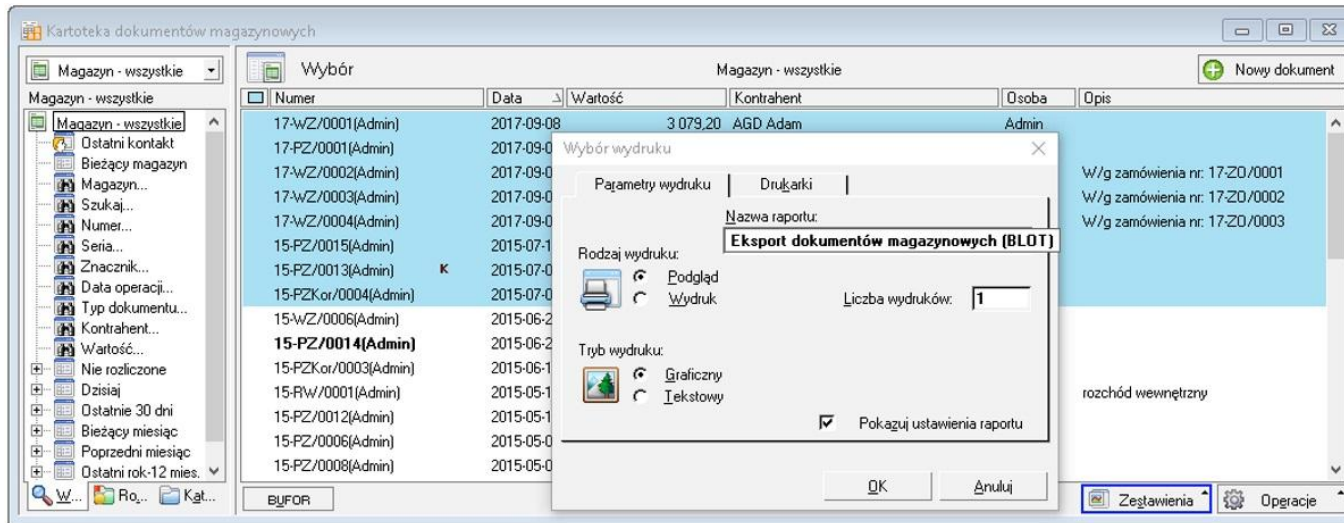 Kartoteka dokumentów magazynowych
Magazyn - wszystkie
Wybór
Magazyn - wszystkie
Nowy dokument
Magazyn - wszystkie
Numer Data Wartość Kontrahent Osoba Opis
Magazyn - wszystkie
Ostatni kontakt
Bieżący magazyn
Magazyn...
Szukaj...
Numer...
Seria...
Znacznik...
Data operacji...
Typ dokumentu...
Kontrahent...
Wartość...
Nie rozliczone
Dzisiaj
Ostatnie 30 dni
Bieżący miesiąc
Poprzedni miesiąc
Ostatni rok-12 mies.
W... Ro... Kat...
17-WZ/0001(Admin) 2017-09-08 3 079,20 AGD Adam Admin
17-PZ/0001(Admin) 2017-09-0
17-WZ/0002(Admin) 2017-09-0 W/g zamówienia nr: 17-ZO/0001
17-WZ/0003(Admin) 2017-09-0 W/g zamówienia nr: 17-ZO/0002
17-WZ/0004(Admin) 2017-09-0 W/g zamówienia nr: 17-ZO/0003
15-PZ/0015(Admin) 2015-07-1
15-PZ/0013(Admin) K 2015-07-0
15-PZKor/0004(Admin) 2015-07-0
15-WZ/0006(Admin) 2015-06-2
15-PZ/0014(Admin) 2015-06-2
15-PZKor/0003(Admin) 2015-06-1
15-RW/0001(Admin) 2015-05-1 rozchód wewnętrzny
15-PZ/0012(Admin) 2015-05-1
15-PZ/0006(Admin) 2015-05-0
15-PZ/0008(Admin) 2015-05-0
BUFOR
Zestawienia
Operacje
Wybór wydruku
Parametry wydruku
Drukarki
Nazwa raportu:
Eksport dokumentów magazynowych (BLOT)
Rodzaj wydruku:
Podgląd
Wydruk
Liczba wydruków: 1
Tryb wydruku:
Graficzny
Tekstowy
Pokazuj ustawienia raportu
OK
Anuluj